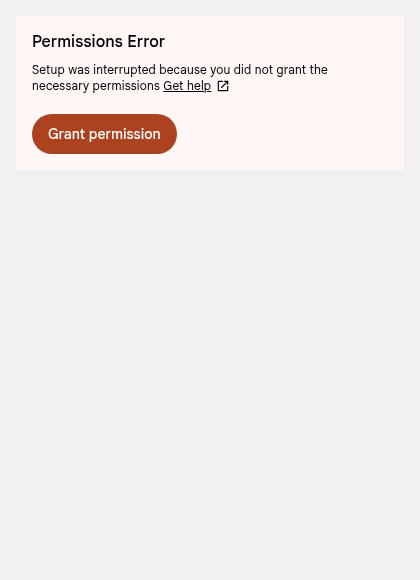 Permissions Error
Setup was interrupted because you did not grant the
necessary permissions Get help
Grant permission